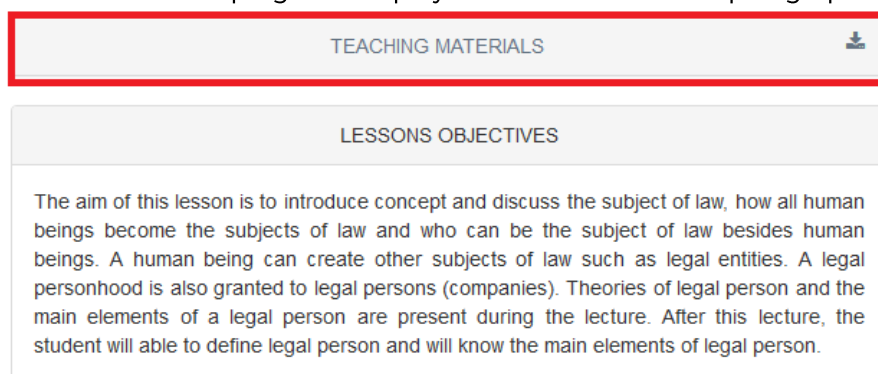 TEACHING MATERIALS
LESSONS OBJECTIVES
The aim of this lesson is to introduce concept and discuss the subject of law, how all human
beings become the subjects of law and who can be the subject of law besides human
beings. A human being can create other subjects of law such as legal entities. A legal
personhood is also granted to legal persons (companies). Theories of legal person and the
main elements of a legal person are present during the lecture. After this lecture, the
student will able to define legal person and will know the main elements of legal person.